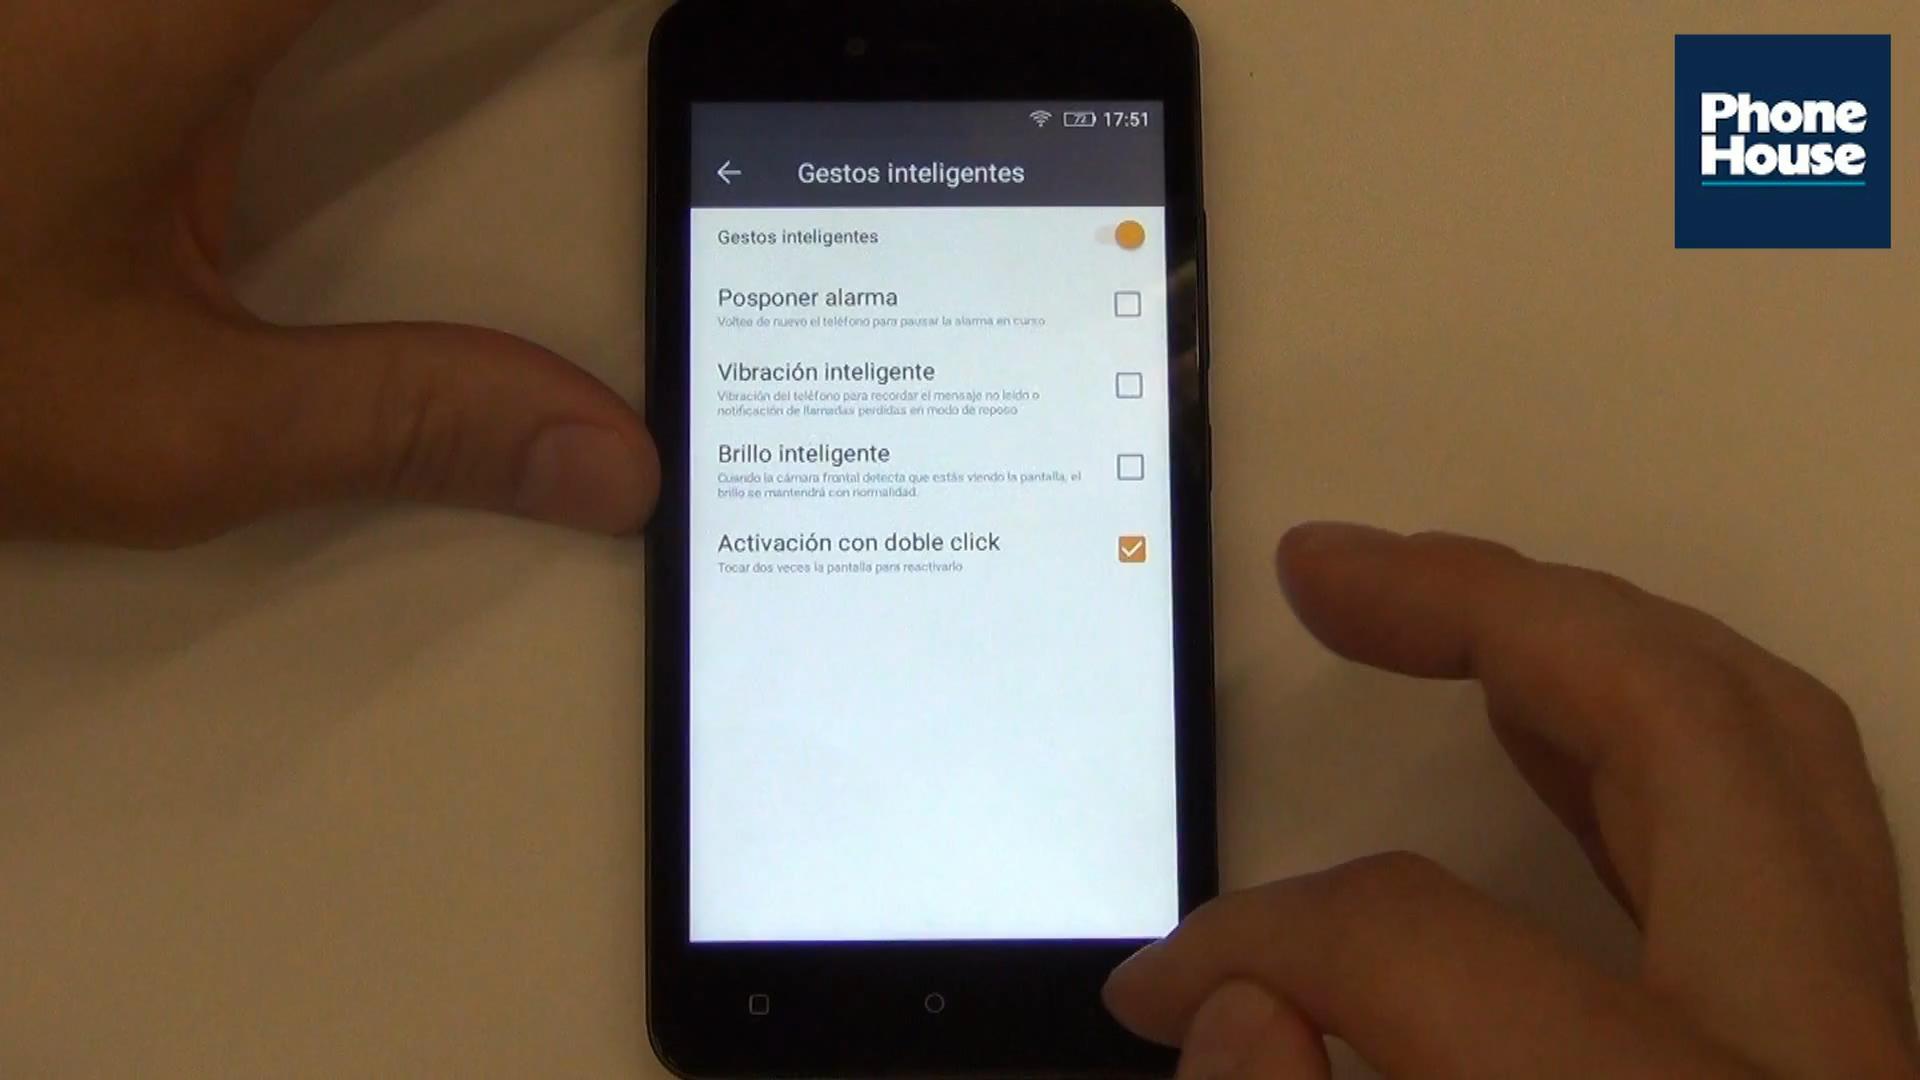 Phone
House
72 17:51
Gestos inteligentes
Gestos inteligentes
Posponer alarma
Voltee de nuevo el teléfono para pausar la alarma en curso
Vibración inteligente
Vibración del teléfono para recordar el mensaje no leído o
notificación de llamadas perdidas en modo de reposo
Brillo inteligente
Cuando la cámara frontal detecta que estás viendo la pantalla, el
brillo se mantendrá con normalidad.
Activación con doble click
Tocar dos veces la pantalla para reactivarlo